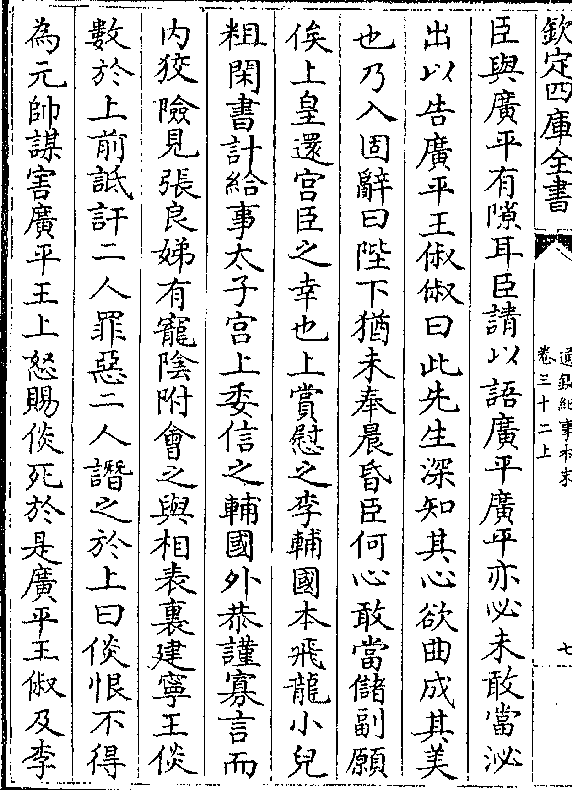 欽定四庫全書
通鑑紀事本末
卷三十二上
七
臣與廣平有隙耳臣請以語廣平廣平亦必未敢當泌
出以告廣平王俶俶曰此先生深知其心欲曲成其美
也乃入固辭曰陛下猶未奉晨昏臣何心敢當儲副願
俟上皇還宮臣之幸也上賞慰之李輔國本飛龍小兒
粗閑書計給事太子宮上委信之輔國外恭謹寡言而
内狡險見張良娣有寵陰附會之與相表裏建寧王倓
數於上前詆訐二人罪惡二人譖之於上曰倓恨不得
為元帥謀害廣平王上怒賜倓死於是廣平王俶及李